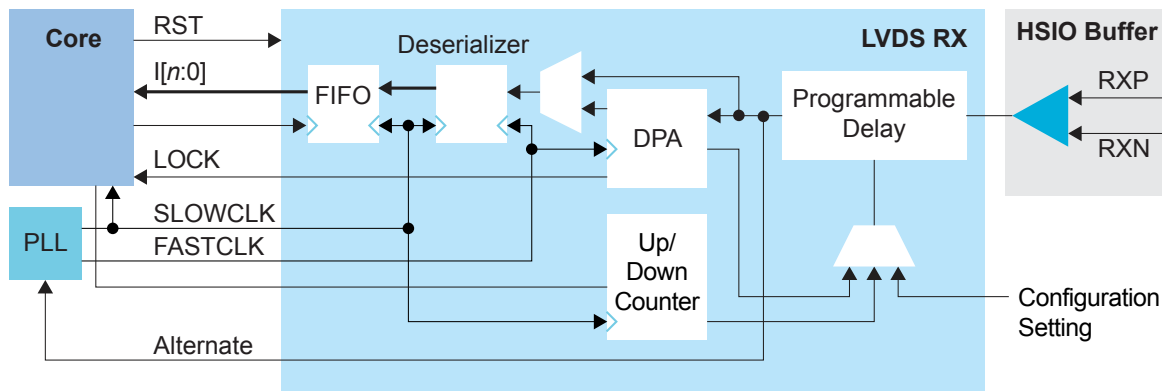 Core
RST
I[n:0]
LOCK
PLL
SLOWCLK
FASTCLK
Alternate
LVDS RX
Deserializer
FIFO
DPA
Up/
Down
Counter
Programmable
Delay
HSIO Buffer
RXP
RXN
Configuration
Setting